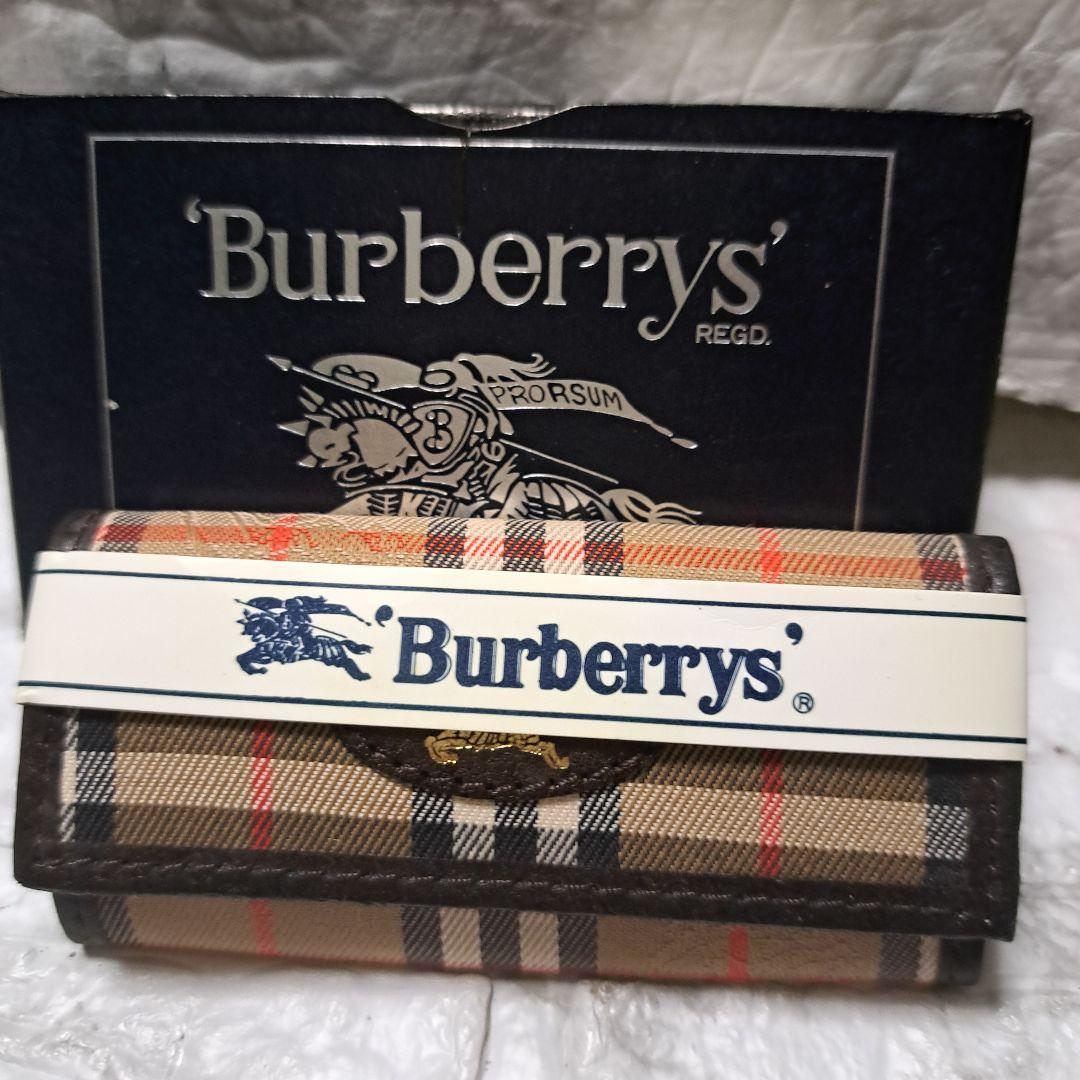 ‘Burberrys’
REGD.
PRORSUM
B
‘Burberrys’
®